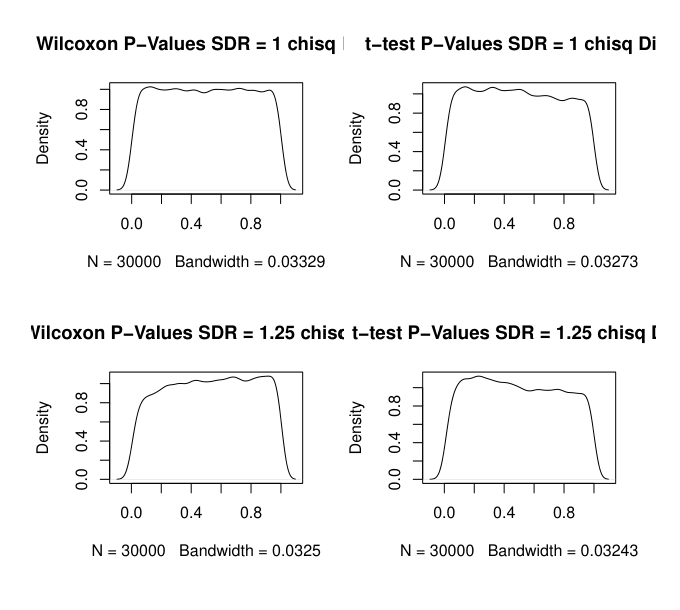 Wilcoxon P−Values SDR = 1 chisq
t−test P−Values SDR = 1 chisq Di
Density
0.0 0.4 0.8
0.0 0.4 0.8
N = 30000 Bandwidth = 0.03329
Density
0.0 0.4 0.8
0.0 0.4 0.8
N = 30000 Bandwidth = 0.03273
Wilcoxon P−Values SDR = 1.25 chisq
t−test P−Values SDR = 1.25 chisq D
Density
0.0 0.4 0.8
0.0 0.4 0.8
N = 30000 Bandwidth = 0.0325
Density
0.0 0.4 0.8
0.0 0.4 0.8
N = 30000 Bandwidth = 0.03243